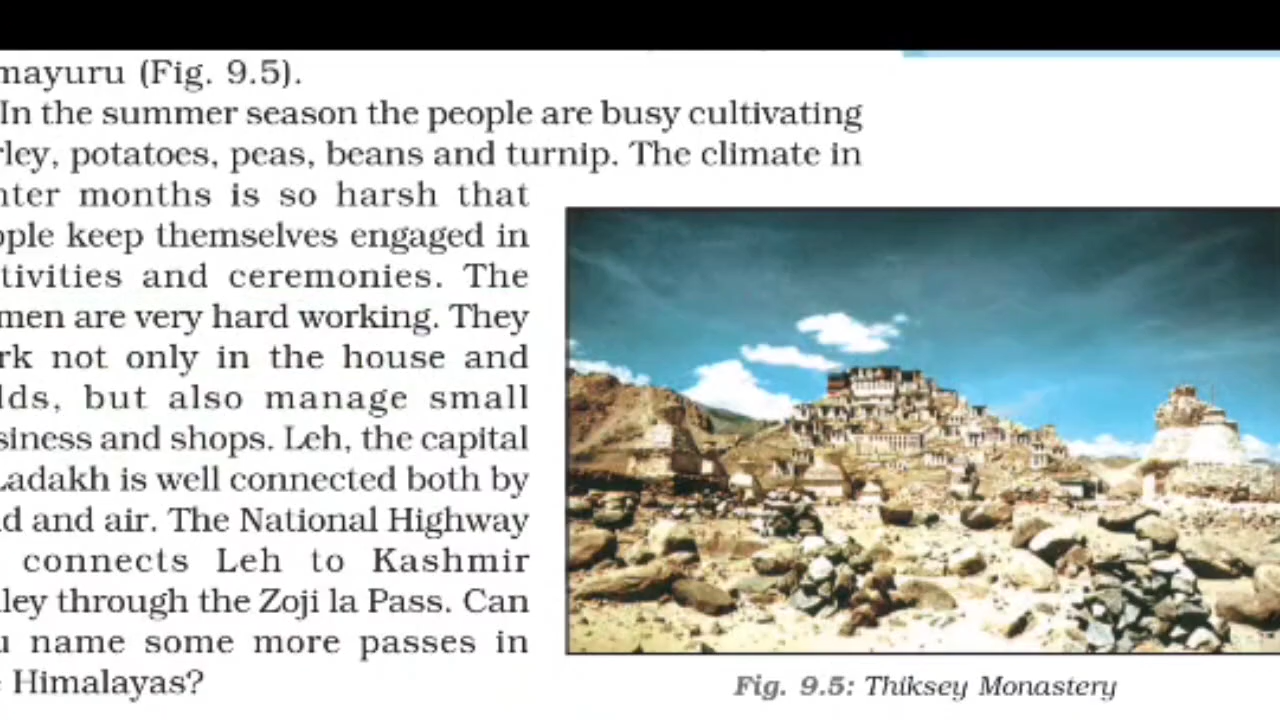 mayuru (Fig. 9.5).
In the summer season the people are busy cultivating
rley, potatoes, peas, beans and turnip. The climate in
nter months is so harsh that
ople keep themselves engaged in
tivities and ceremonies. The
men are very hard working. They
rk not only in the house and
lds, but also manage small
siness and shops. Leh, the capital
Ladakh is well connected both by
d and air. The National Highway
connects Leh to Kashmir
lley through the Zoji la Pass. Can
u name some more passes in
Himalayas?
Fig. 9.5: Thiksey Monastery